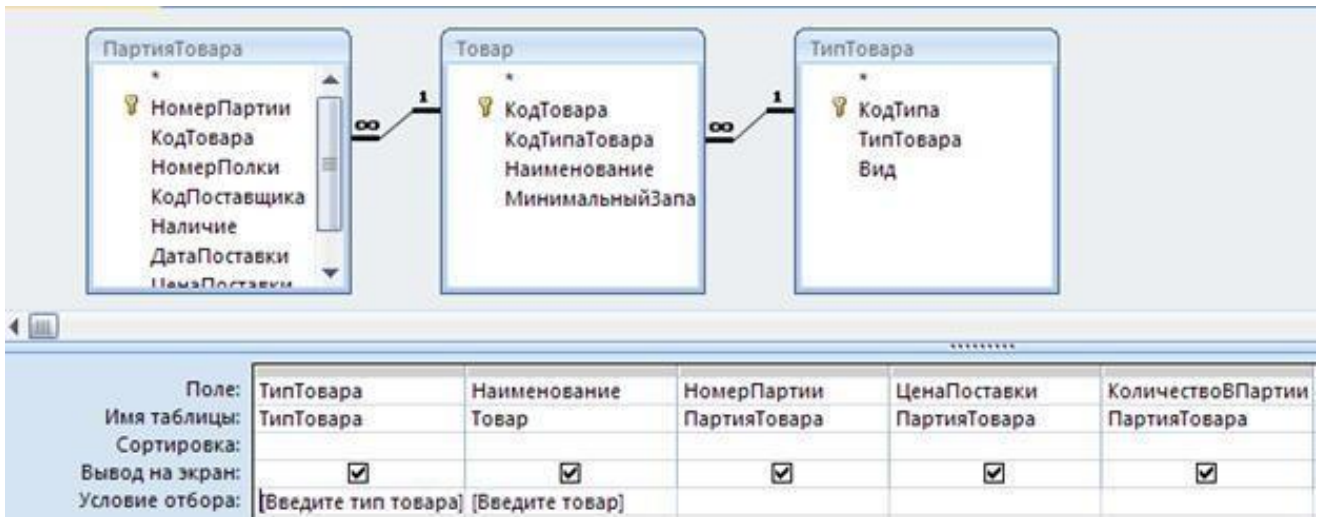 ПартияТовара
*
НомерПартии
КодТовара
НомерПолки
КодПоставщика
Наличие
ДатаПоставки
ЦенаПоставки
∞
1
Товар
*
КодТовара
КодТипаТовара
Наименование
МинимальныйЗапа
∞
1
ТипТовара
*
КодТипа
ТипТовара
Вид
Поле: ТипТовара Наименование НомерПартии ЦенаПоставки КоличествоВПартии
Имя таблицы: ТипТовара Товар ПартияТовара ПартияТовара ПартияТовара
Сортировка:
Вывод на экран:
Условие отбора: [Введите тип товара] [Введите товар]